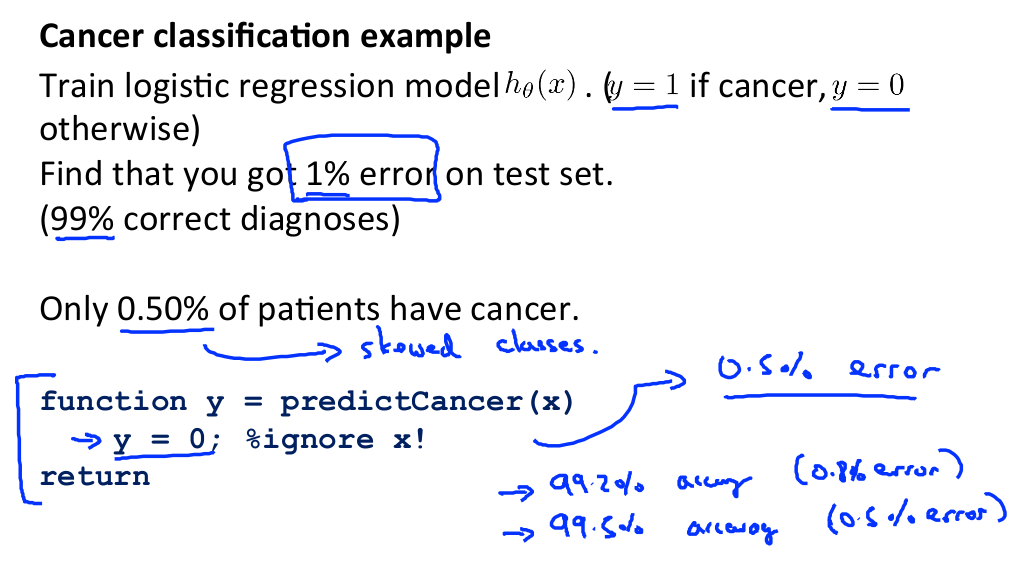 Cancer classification example
Train logistic regression model hθ(x) . (y = 1 if cancer, y = 0
otherwise)
Find that you got 1% error on test set.
(99% correct diagnoses)
Only 0.50% of patients have cancer.
→ skewed classes.
0.5% error
function y = predictCancer(x)
→ y = 0; %ignore x!
return
→ 99.2% accuracy (0.8% error)
→ 99.5% accuracy (0.5% error)